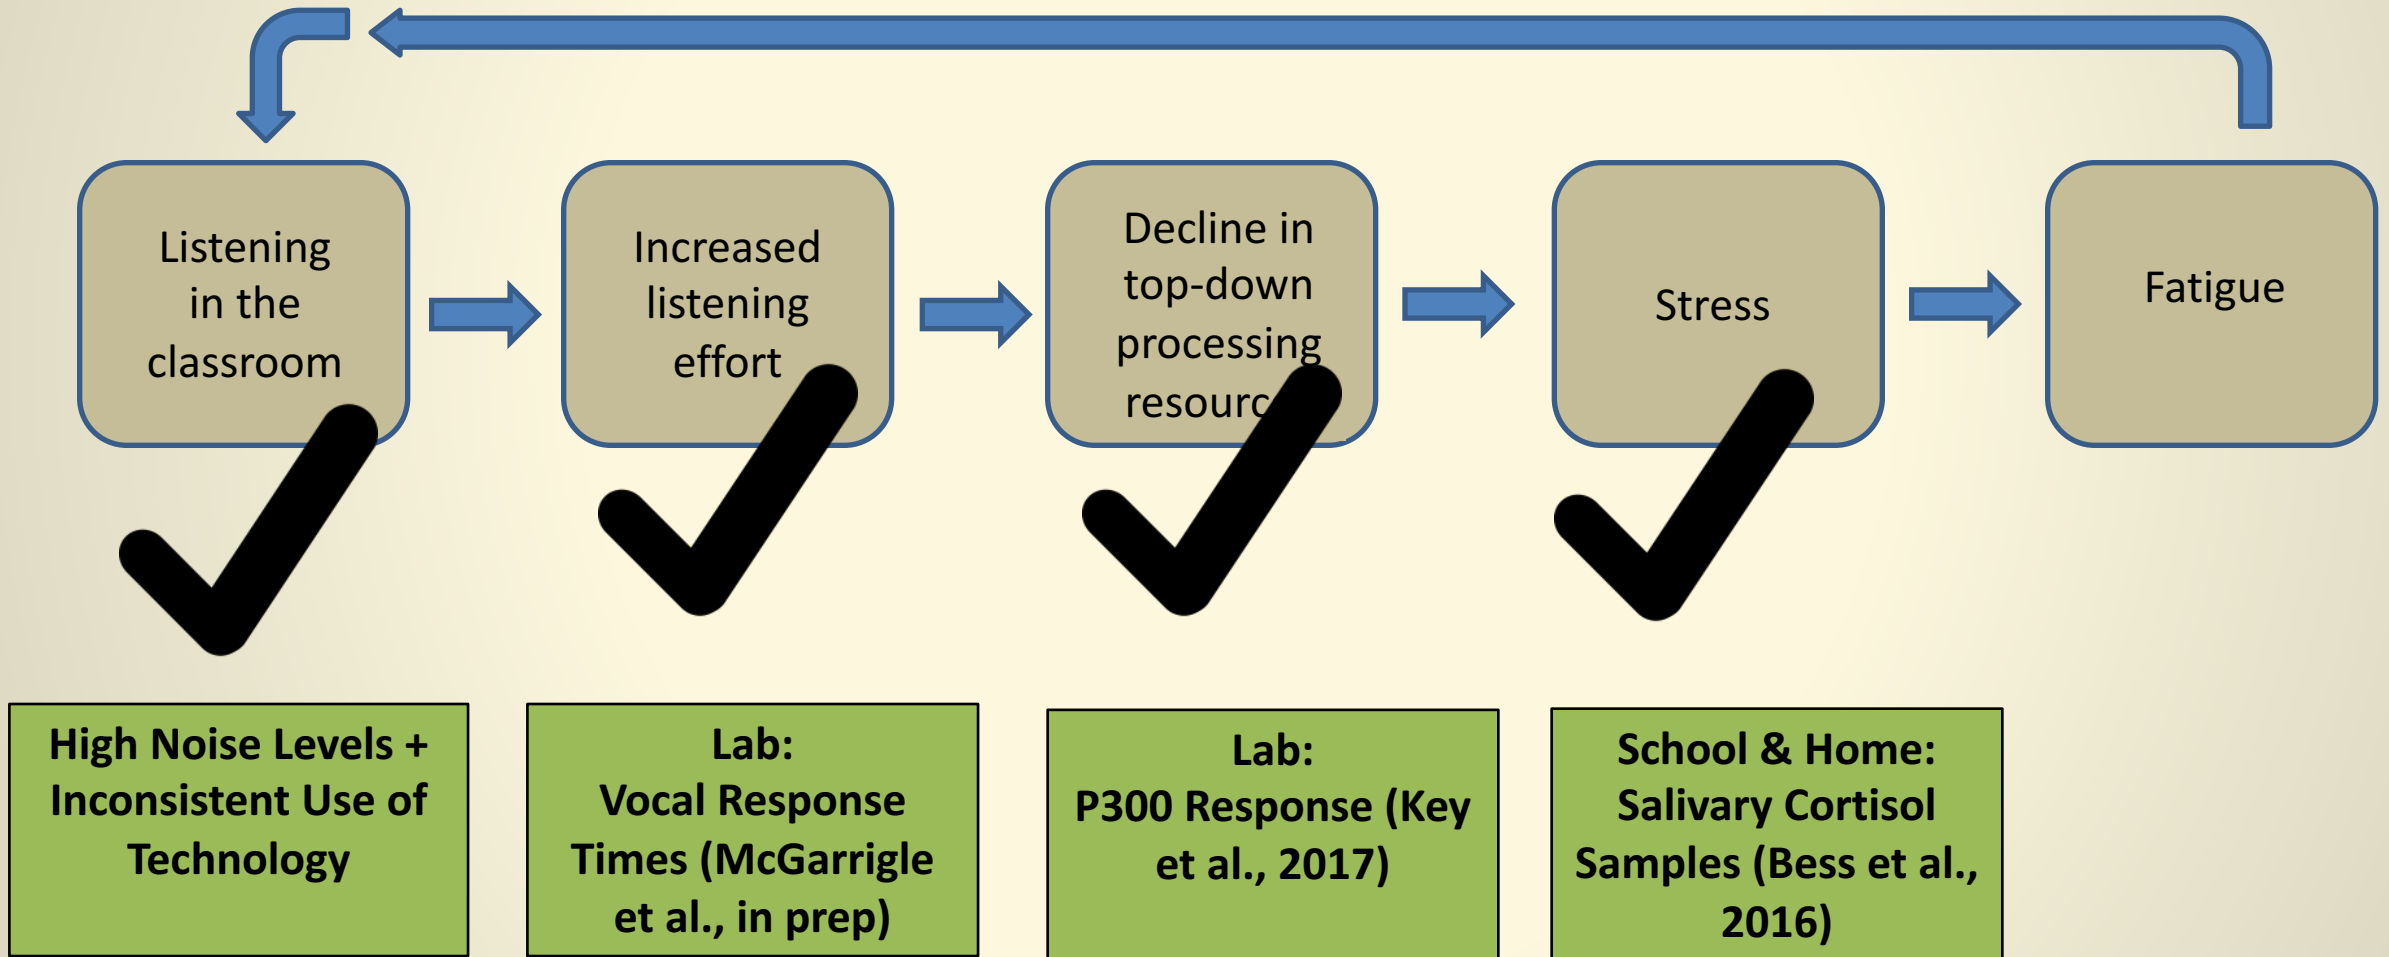 Listening
in the
classroom
Increased
listening
effort
Decline in
top-down
processing
Stress
Fatigue
High Noise Levels +
Inconsistent Use of
Technology
Lab:
Vocal Response
Times (McGarrigle
et al., in prep)
Lab:
P300 Response (Key
et al., 2017)
School & Home:
Salivary Cortisol
Samples (Bess et al.,
2016)